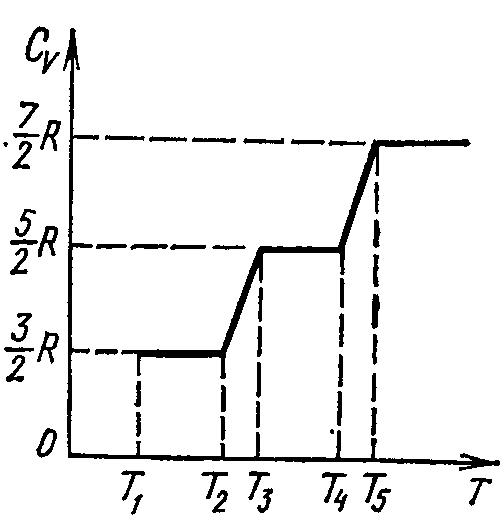 C_V
7/2 R
5/2 R
3/2 R
0
T_1 T_2 T_3 T_4 T_5 T